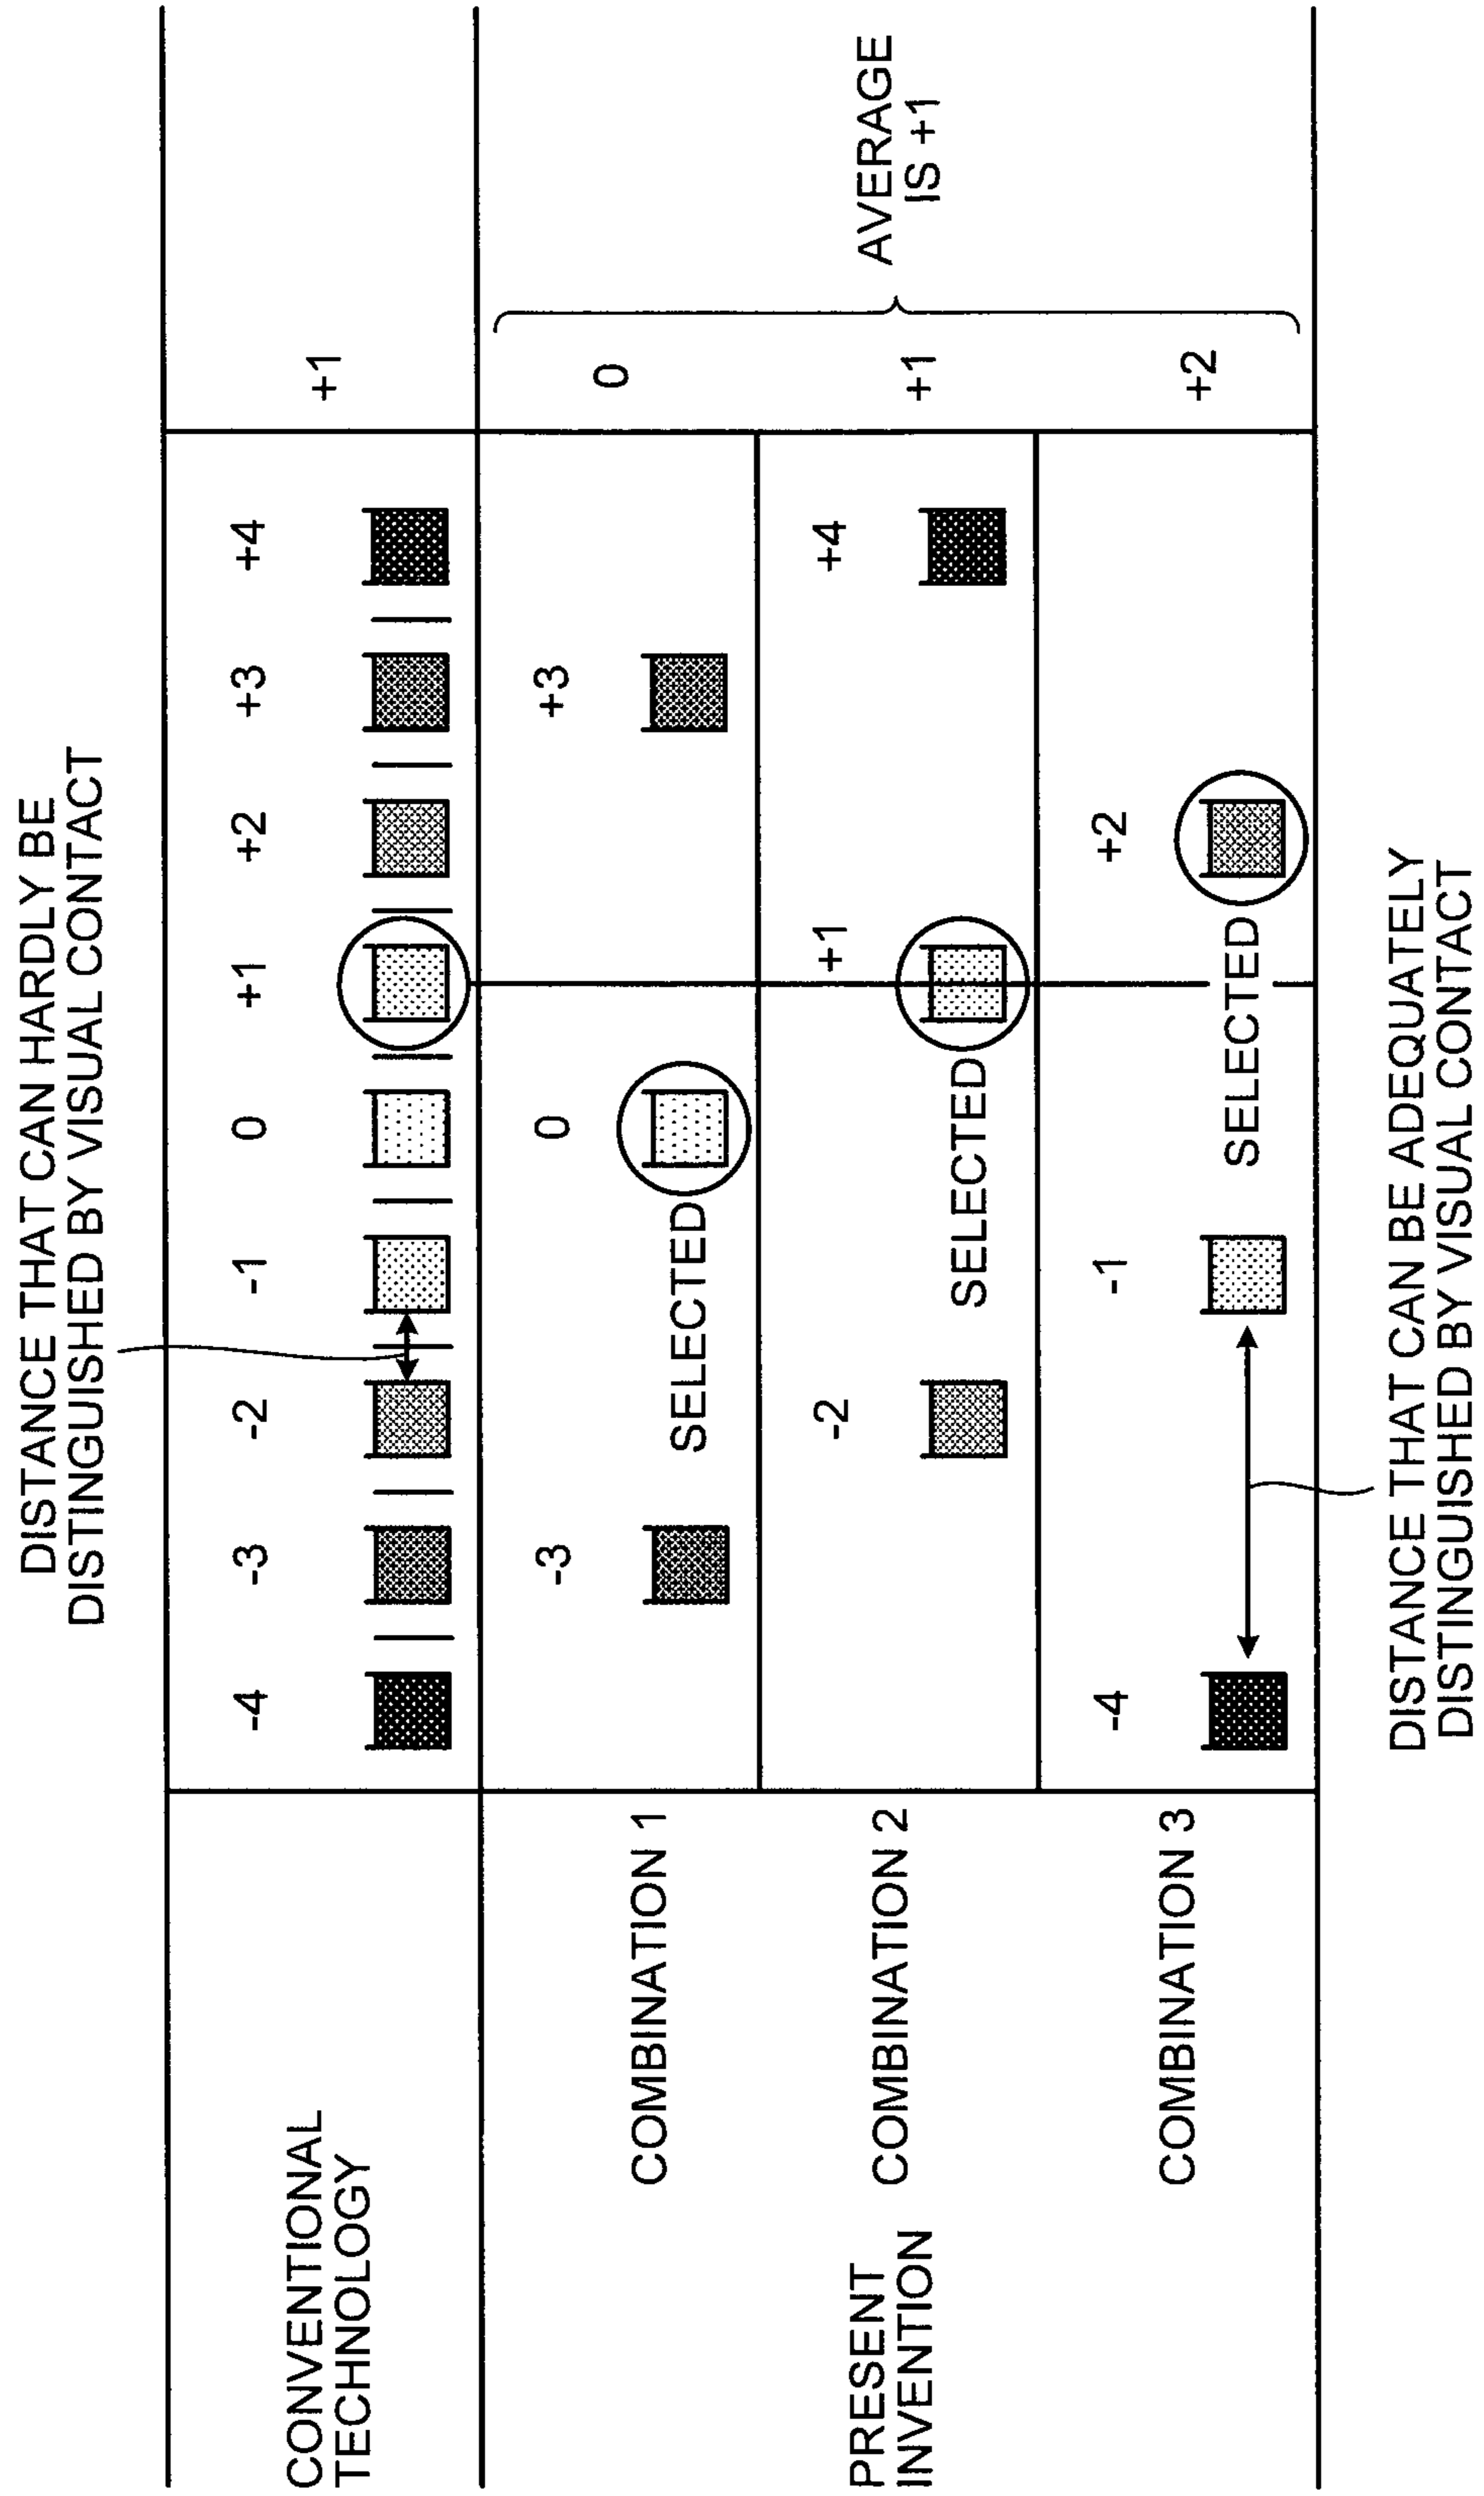 DISTANCE THAT CAN HARDLY BE
DISTINGUISHED BY VISUAL CONTACT
CONVENTIONAL
TECHNOLOGY
-4 -3 -2 -1 0 +1 +2 +3 +4
+1
PRESENT
INVENTION
COMBINATION 1
-3 0 +3
SELECTED
0
COMBINATION 2
-2 +1 +4
SELECTED
+1
COMBINATION 3
-4 -1 +2
SELECTED
+2
AVERAGE
IS +1
DISTANCE THAT CAN BE ADEQUATELY
DISTINGUISHED BY VISUAL CONTACT